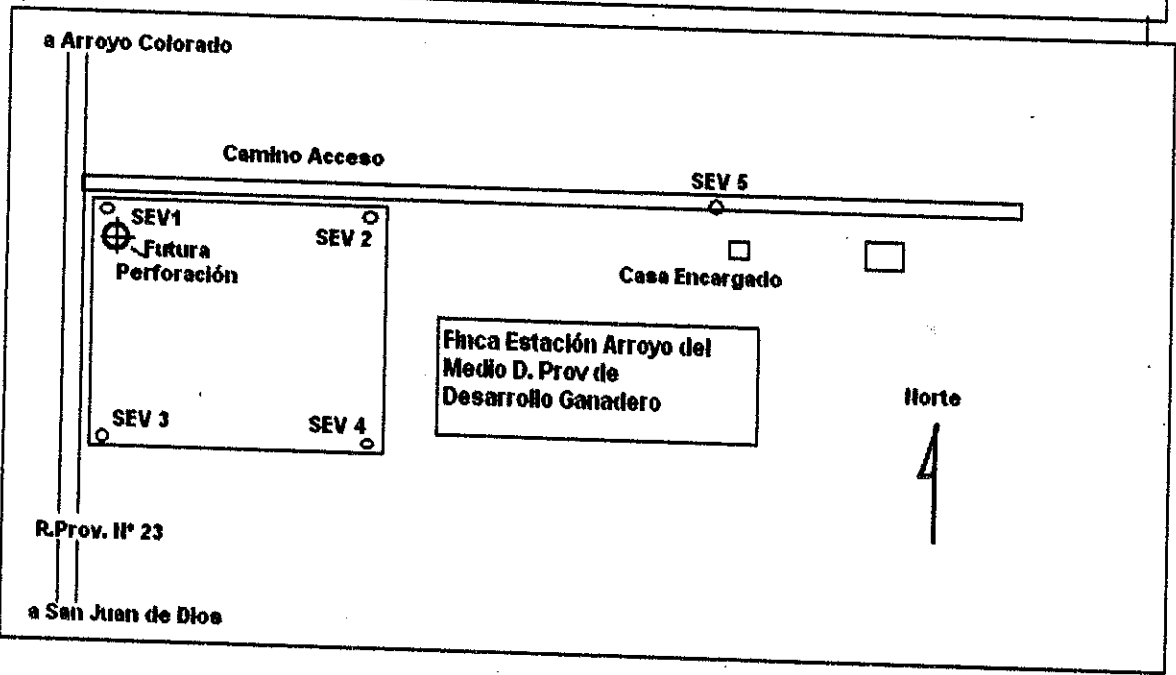 a Arroyo Colorado
Camino Acceso
SEV 5
SEV1
SEV 2
Futura
Perforación
Casa Encargado
Finca Estación Arroyo del
Medio D. Prov de
Desarrollo Ganadero
Norte
SEV 3
SEV 4
R.Prov. Nº 23
a San Juan de Dios